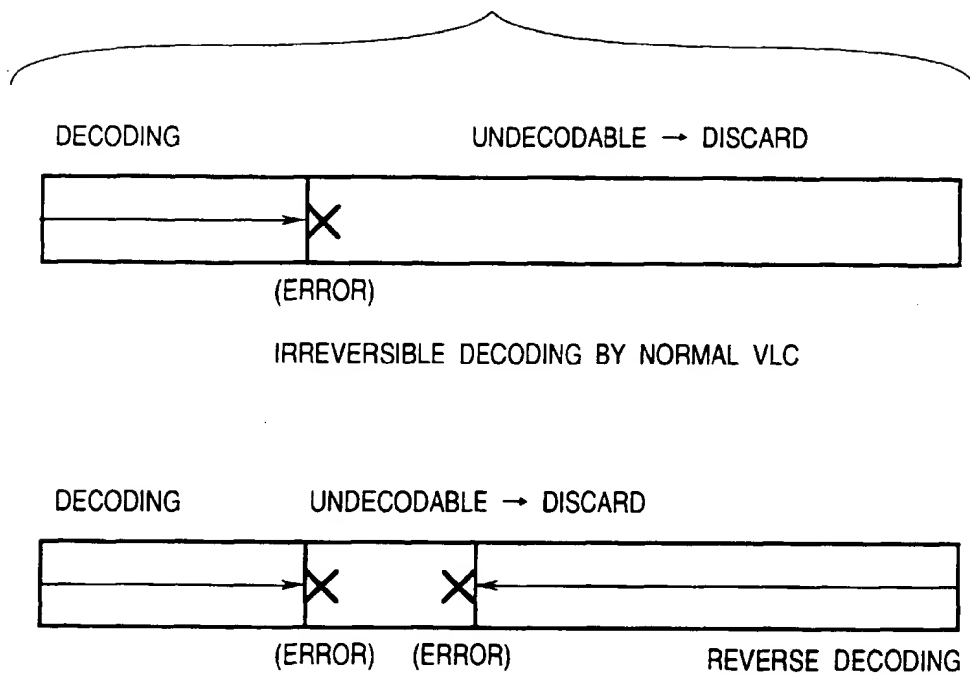 DECODING UNDECODABLE → DISCARD
(ERROR)
IRREVERSIBLE DECODING BY NORMAL VLC
DECODING UNDECODABLE → DISCARD
(ERROR) (ERROR) REVERSE DECODING